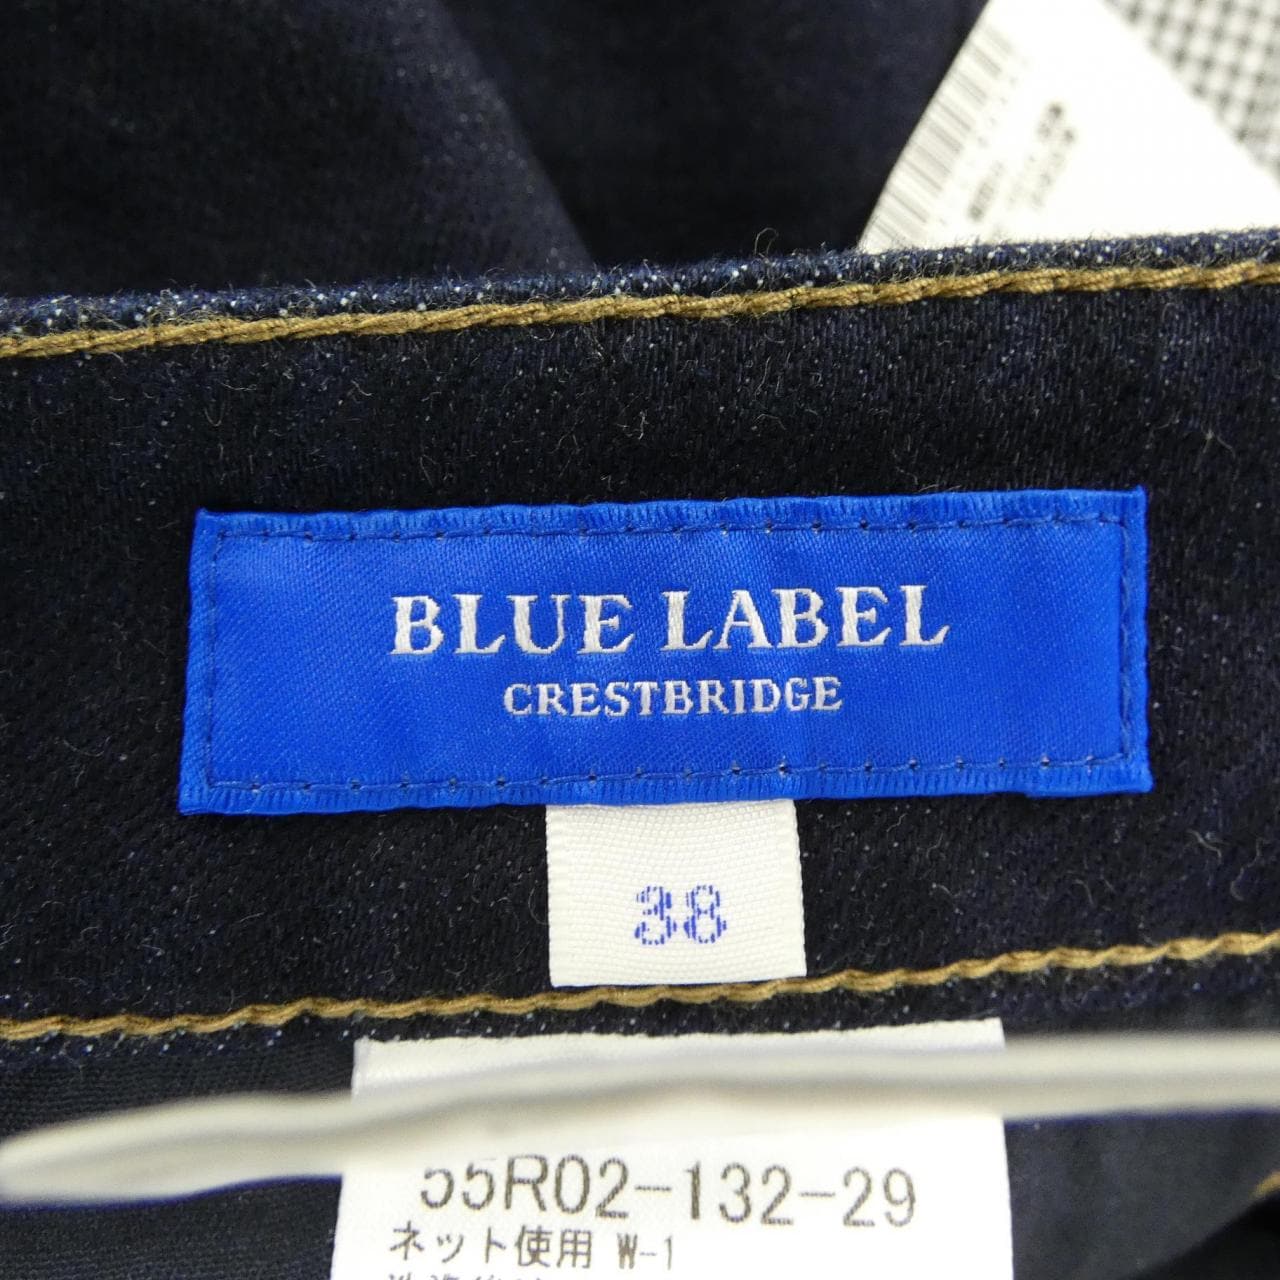 BLUE LABEL
CRESTBRIDGE
38
55R02-132-29
ネット使用 W-1